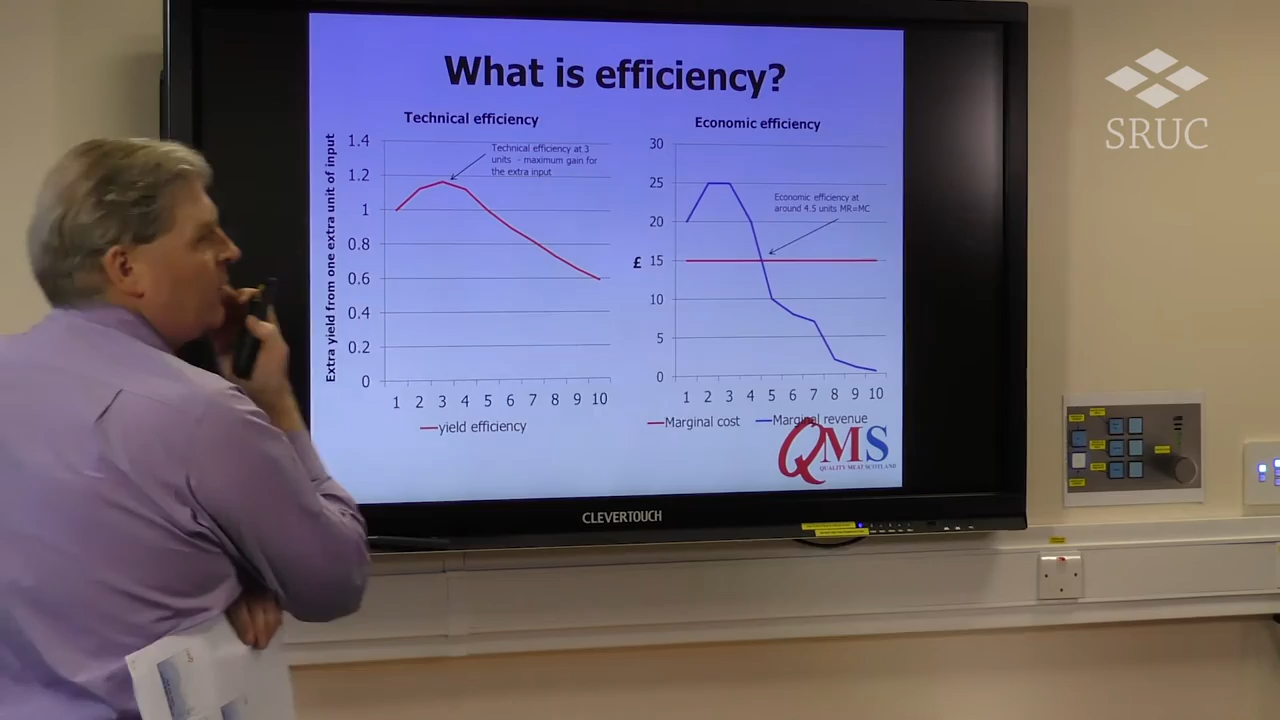 What is efficiency?
Technical efficiency
Extra yield from one extra unit of input
1.4
1.2
1
0.8
0.6
0.4
0.2
0
Technical efficiency at 3
units - maximum gain for
the extra input
1 2 3 4 5 6 7 8 9 10
yield efficiency
Economic efficiency
£
30
25
20
15
10
5
0
Economic efficiency at
around 4.5 units MR=MC
1 2 3 4 5 6 7 8 9 10
Marginal cost Marginal revenue
QMS
QUALITY MEAT SCOTLAND
CLEVERTOUCH
SRUC